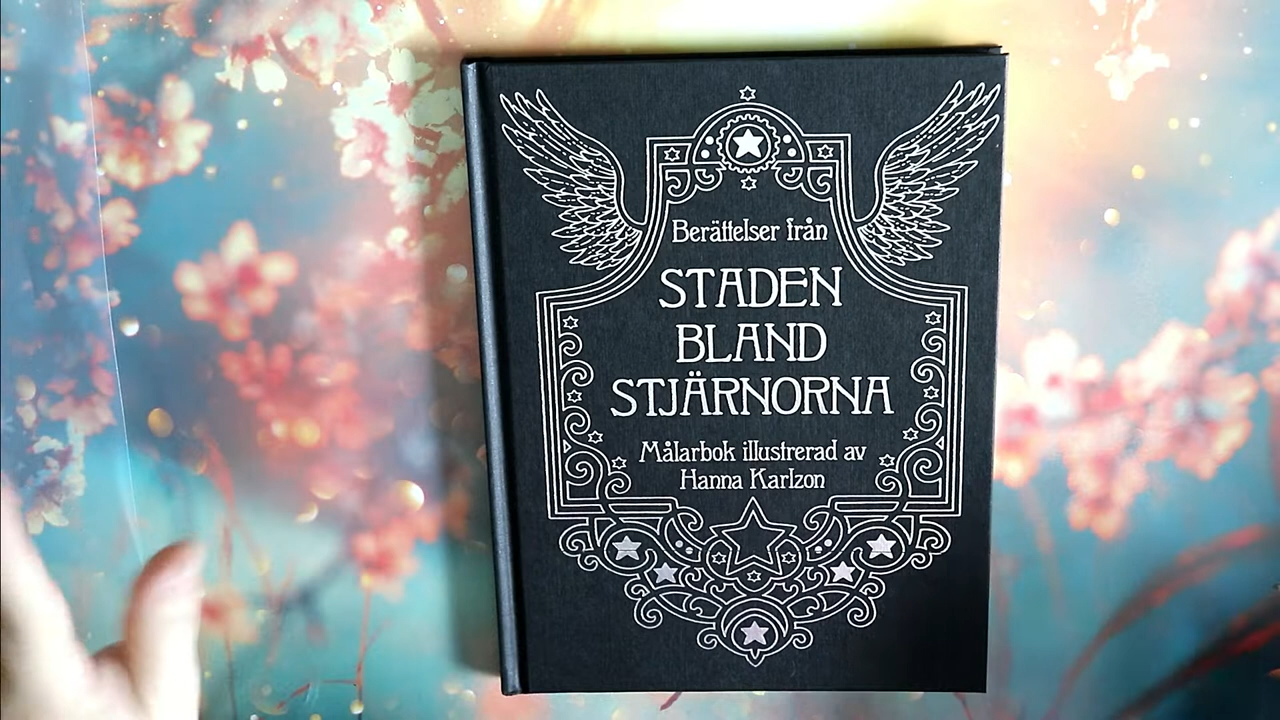 Berättelser från
STADEN
BLAND
STJÄRNORNA
Målarbok illustrerad av
Hanna Karlzon